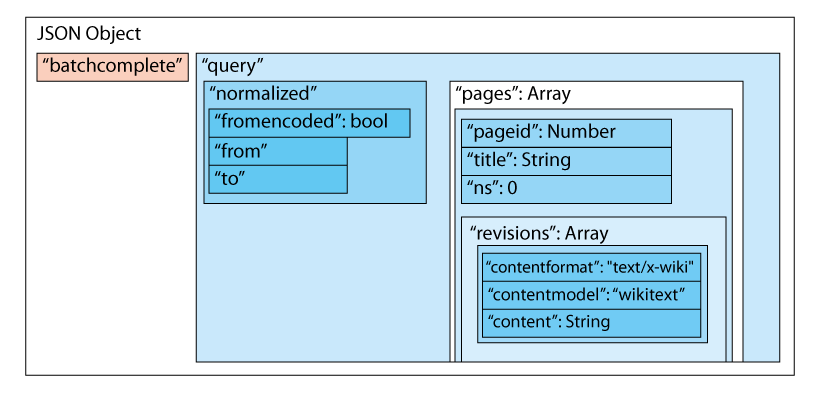 JSON Object
“batchcomplete”
“query”
“normalized”
“fromencoded”: bool
“from”
“to”
“pages”: Array
“pageid”: Number
“title”: String
“ns”: 0
“revisions”: Array
“contentformat”: "text/x-wiki"
“contentmodel”: “wikitext”
“content”: String